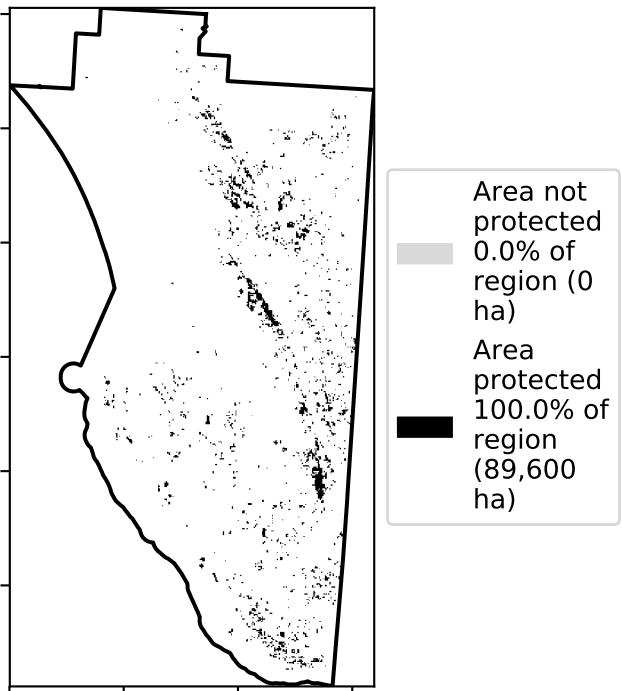 Area not
protected
0.0% of
region (0
ha)
Area
protected
100.0% of
region
(89,600
ha)